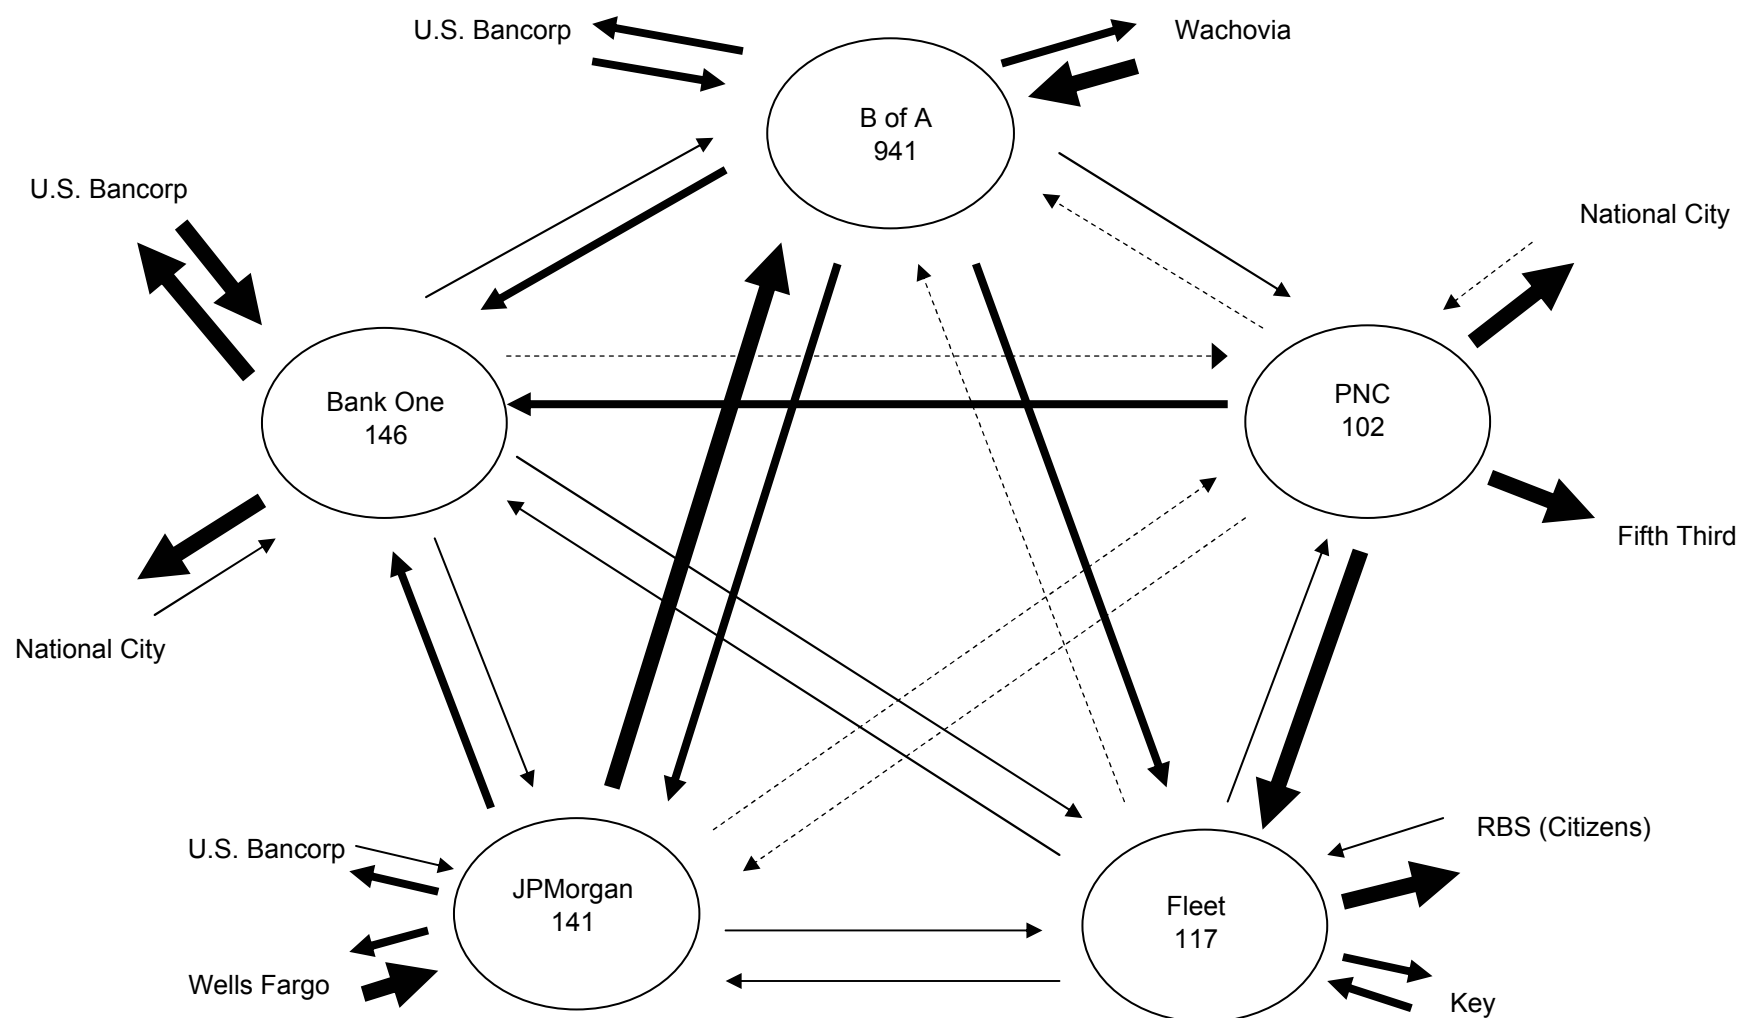 U.S. Bancorp
Wachovia
B of A
941
U.S. Bancorp
National City
Bank One
146
PNC
102
Fifth Third
National City
U.S. Bancorp
RBS (Citizens)
JPMorgan
141
Fleet
117
Wells Fargo
Key